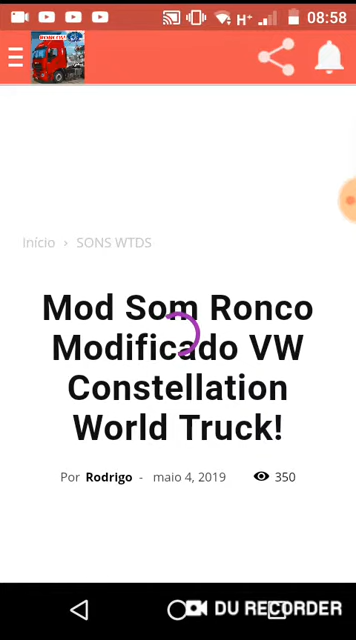 H+ 08:58
Início › SONS WTDS
Mod Som Ronco
Modificado VW
Constellation
World Truck!
Por Rodrigo - maio 4, 2019 350
DU RECORDER